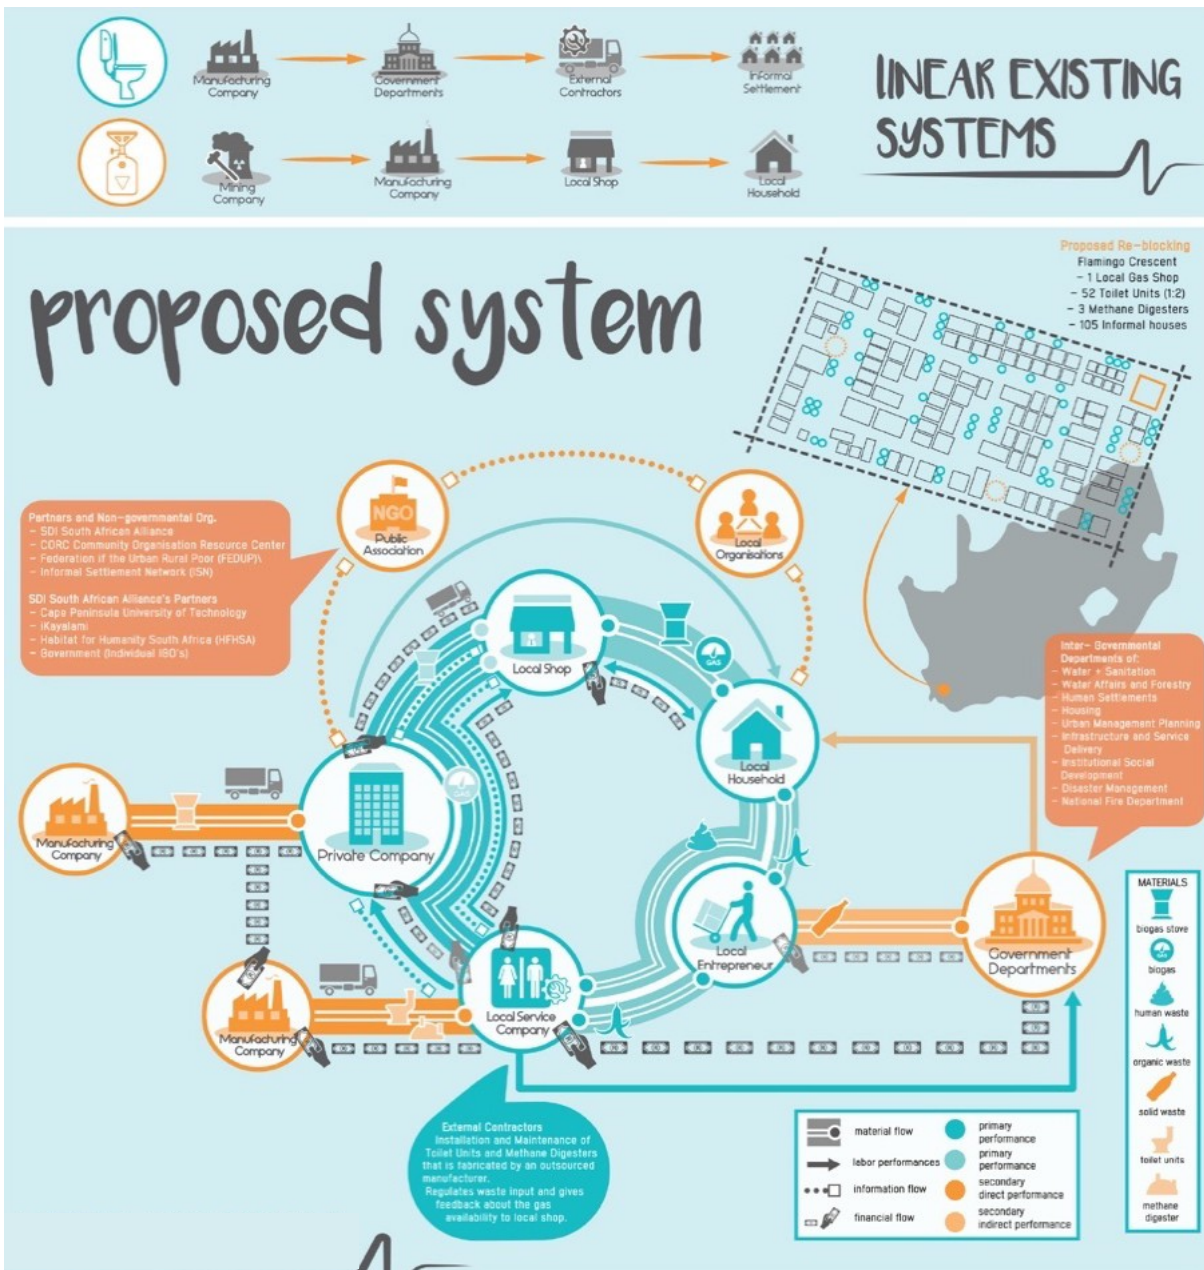 Manufacturing
Company
Government
Departments
External
Contractors
Informal
Settlement
LINEAR EXISTING
SYSTEMS
Mining
Company
Manufacturing
Company
Local Shop
Local
Household
proposed system
Proposed Re-blocking
Flamingo Crescent
- 1 Local Gas Shop
- 52 Toilet Units (1:2)
- 3 Methane Digesters
- 105 Informal houses
Partners and Non-governmental Org.
- SDI South African Alliance
- CORC Community Organisation Resource Center
- Federation if the Urban Rural Poor (FEDUP)\
- Informal Settlement Network (ISN)
SDI South African Alliance's Partners
- Cape Peninsula University of Technology
- iKayalami
- Habitat for Humanity South Africa (HFHSA)
- Government (Individual IBD's)
NGO
Public
Association
Local
Organisations
Local Shop
GAS
Local
Household
Inter- Governmental
Departments of:
- Water + Sanitation
- Water Affairs and Forestry
- Human Settlements
- Housing
- Urban Management Planning
- Infrastructure and Service
Delivery
- Institutional Social
Development
- Disaster Management
- National Fire Department
GAS
Manufacturing
Company
Private Company
Local
Entrepreneur
Government
Departments
Manufacturing
Company
Local Service
Company
External Contractors
Installation and Maintenance of
Toilet Units and Methane Digesters
that is fabricated by an outsourced
manufacturer.
Regulates waste input and gives
feedback about the gas
availability to local shop.
material flow
labor performances
information flow
financial flow
primary
performance
primary
performance
secondary
direct performance
secondary
indirect performance
MATERIALS
biogas stove
GAS
biogas
human waste
organic waste
solid waste
toilet units
methane
digester